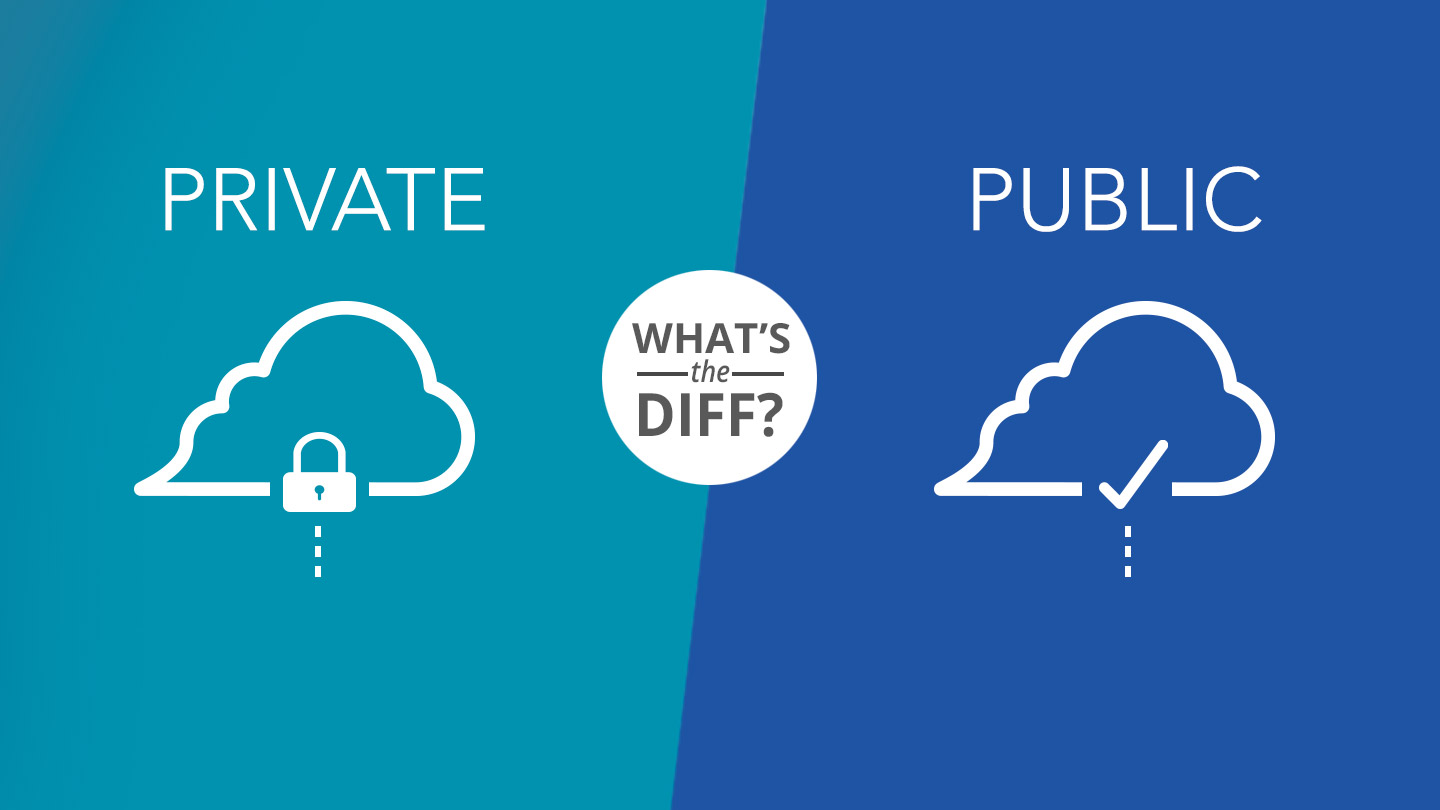 PRIVATE
PUBLIC
WHAT’S
the
DIFF?